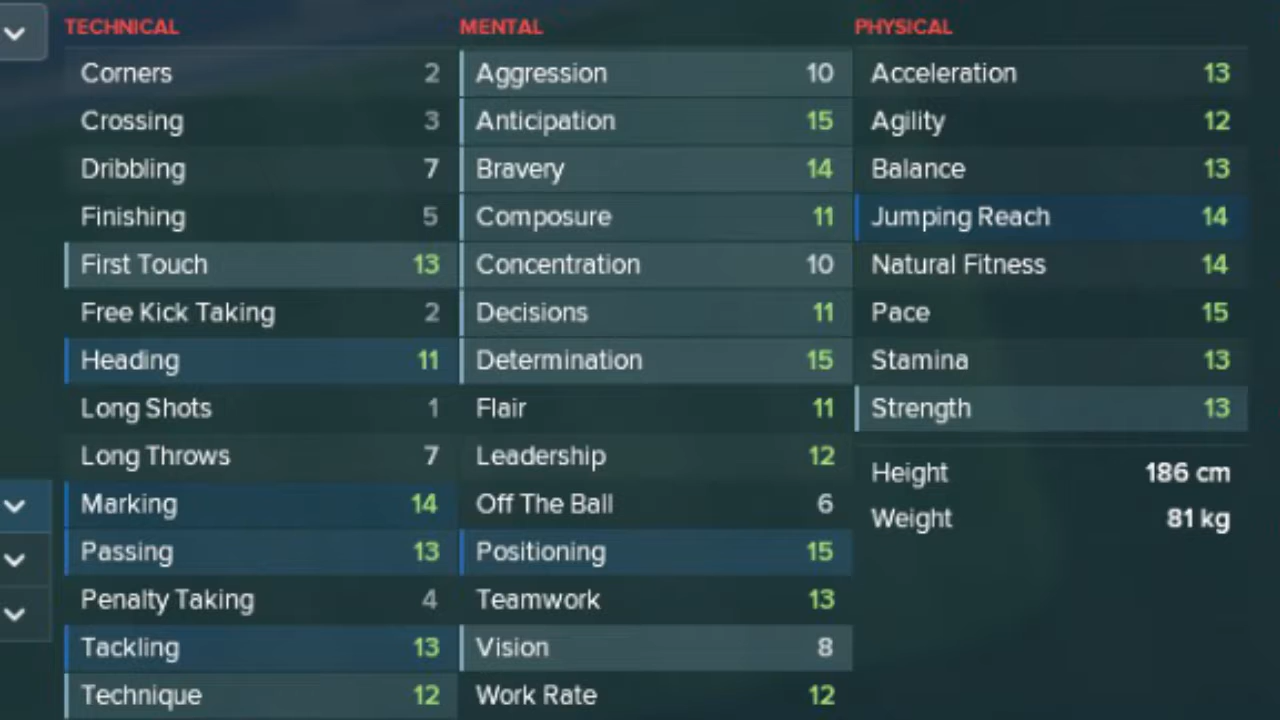 TECHNICAL
Corners 2
Crossing 3
Dribbling 7
Finishing 5
First Touch 13
Free Kick Taking 2
Heading 11
Long Shots 1
Long Throws 7
Marking 14
Passing 13
Penalty Taking 4
Tackling 13
Technique 12
MENTAL
Aggression 10
Anticipation 15
Bravery 14
Composure 11
Concentration 10
Decisions 11
Determination 15
Flair 11
Leadership 12
Off The Ball 6
Positioning 15
Teamwork 13
Vision 8
Work Rate 12
PHYSICAL
Acceleration 13
Agility 12
Balance 13
Jumping Reach 14
Natural Fitness 14
Pace 15
Stamina 13
Strength 13
Height 186 cm
Weight 81 kg